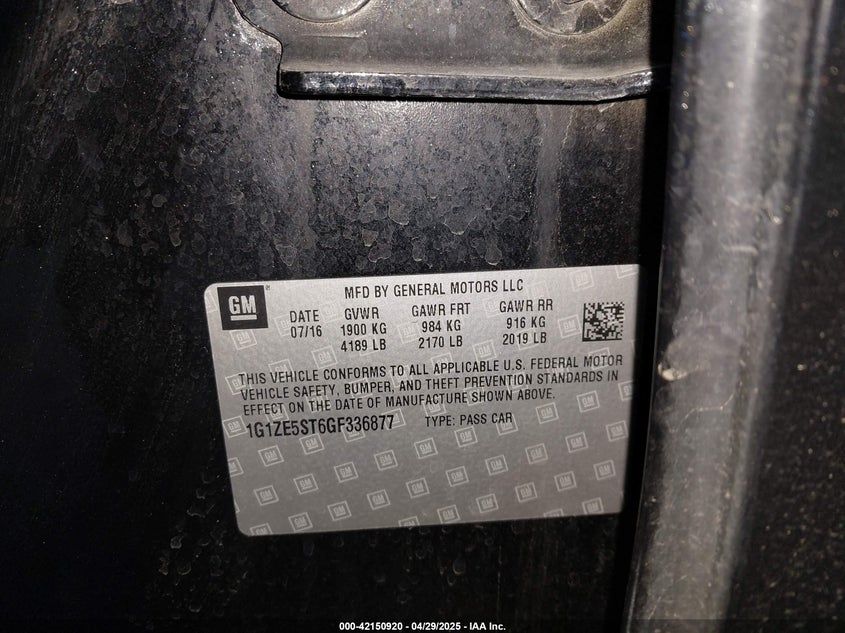 GM
MFD BY GENERAL MOTORS LLC
DATE GVWR GAWR FRT GAWR RR
07/16 1900 KG 984 KG 916 KG
4189 LB 2170 LB 2019 LB
THIS VEHICLE CONFORMS TO ALL APPLICABLE U.S. FEDERAL MOTOR
VEHICLE SAFETY, BUMPER, AND THEFT PREVENTION STANDARDS IN
EFFECT ON THE DATE OF MANUFACTURE SHOWN ABOVE.
1G1ZE5ST6GF336877 TYPE: PASS CAR
000-42150920 - 04/29/2025 - IAA Inc.